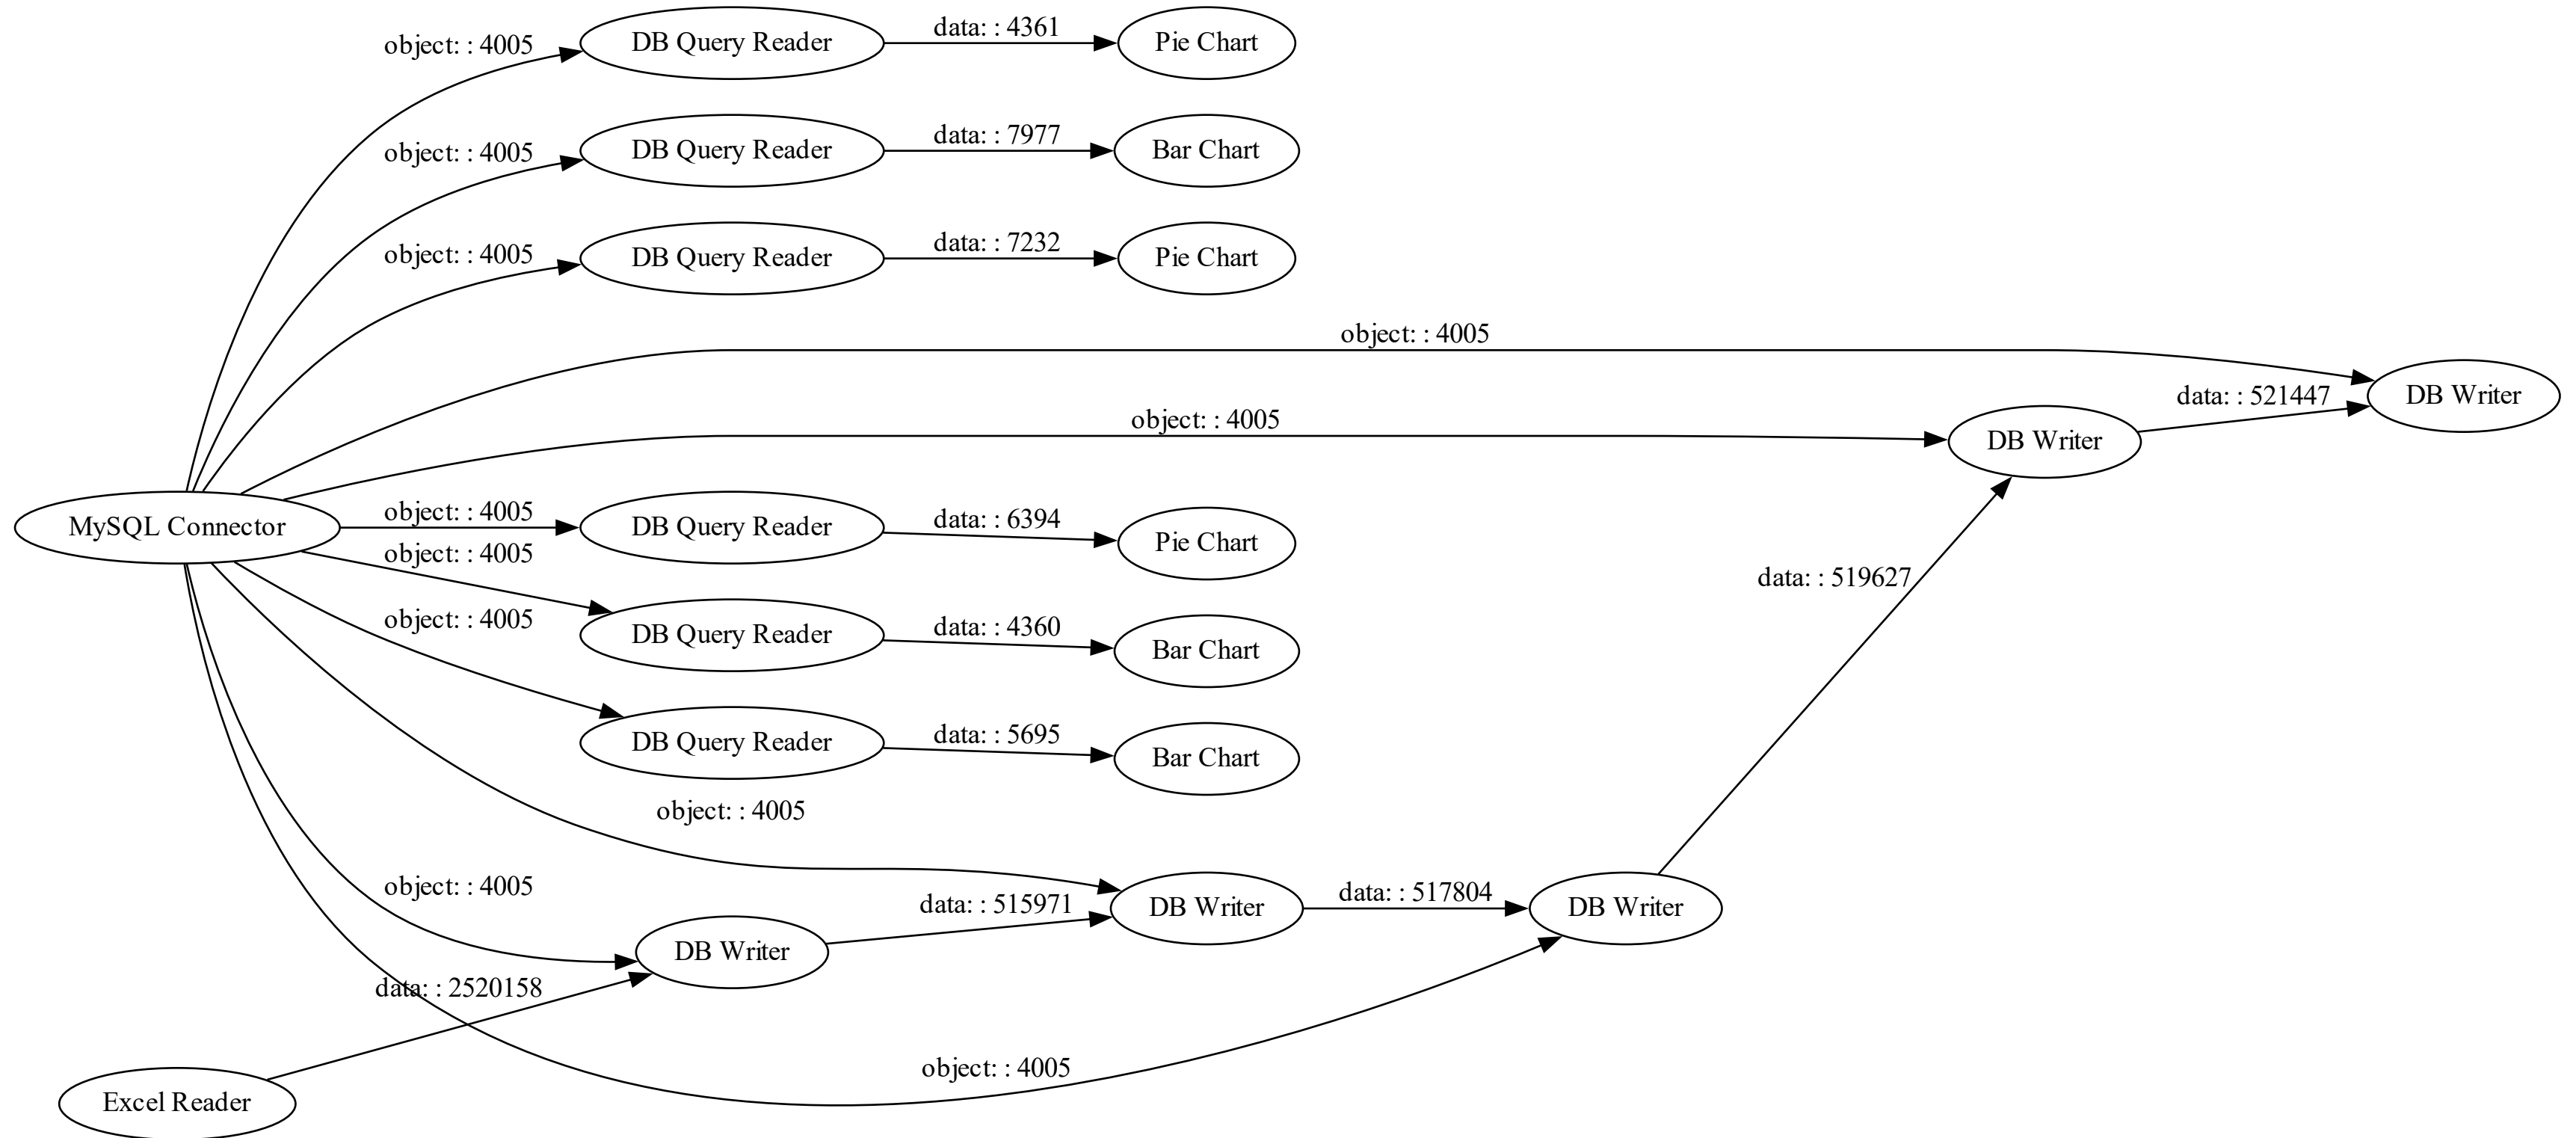 object: : 4005
DB Query Reader
data: : 4361
Pie Chart
object: : 4005
DB Query Reader
data: : 7977
Bar Chart
object: : 4005
DB Query Reader
data: : 7232
Pie Chart
object: : 4005
object: : 4005
DB Writer
data: : 521447
DB Writer
MySQL Connector
object: : 4005
DB Query Reader
data: : 6394
Pie Chart
object: : 4005
DB Query Reader
data: : 4360
Bar Chart
data: : 519627
object: : 4005
DB Query Reader
data: : 5695
Bar Chart
object: : 4005
object: : 4005
DB Writer
data: : 515971
DB Writer
data: : 517804
DB Writer
data: : 2520158
Excel Reader
object: : 4005